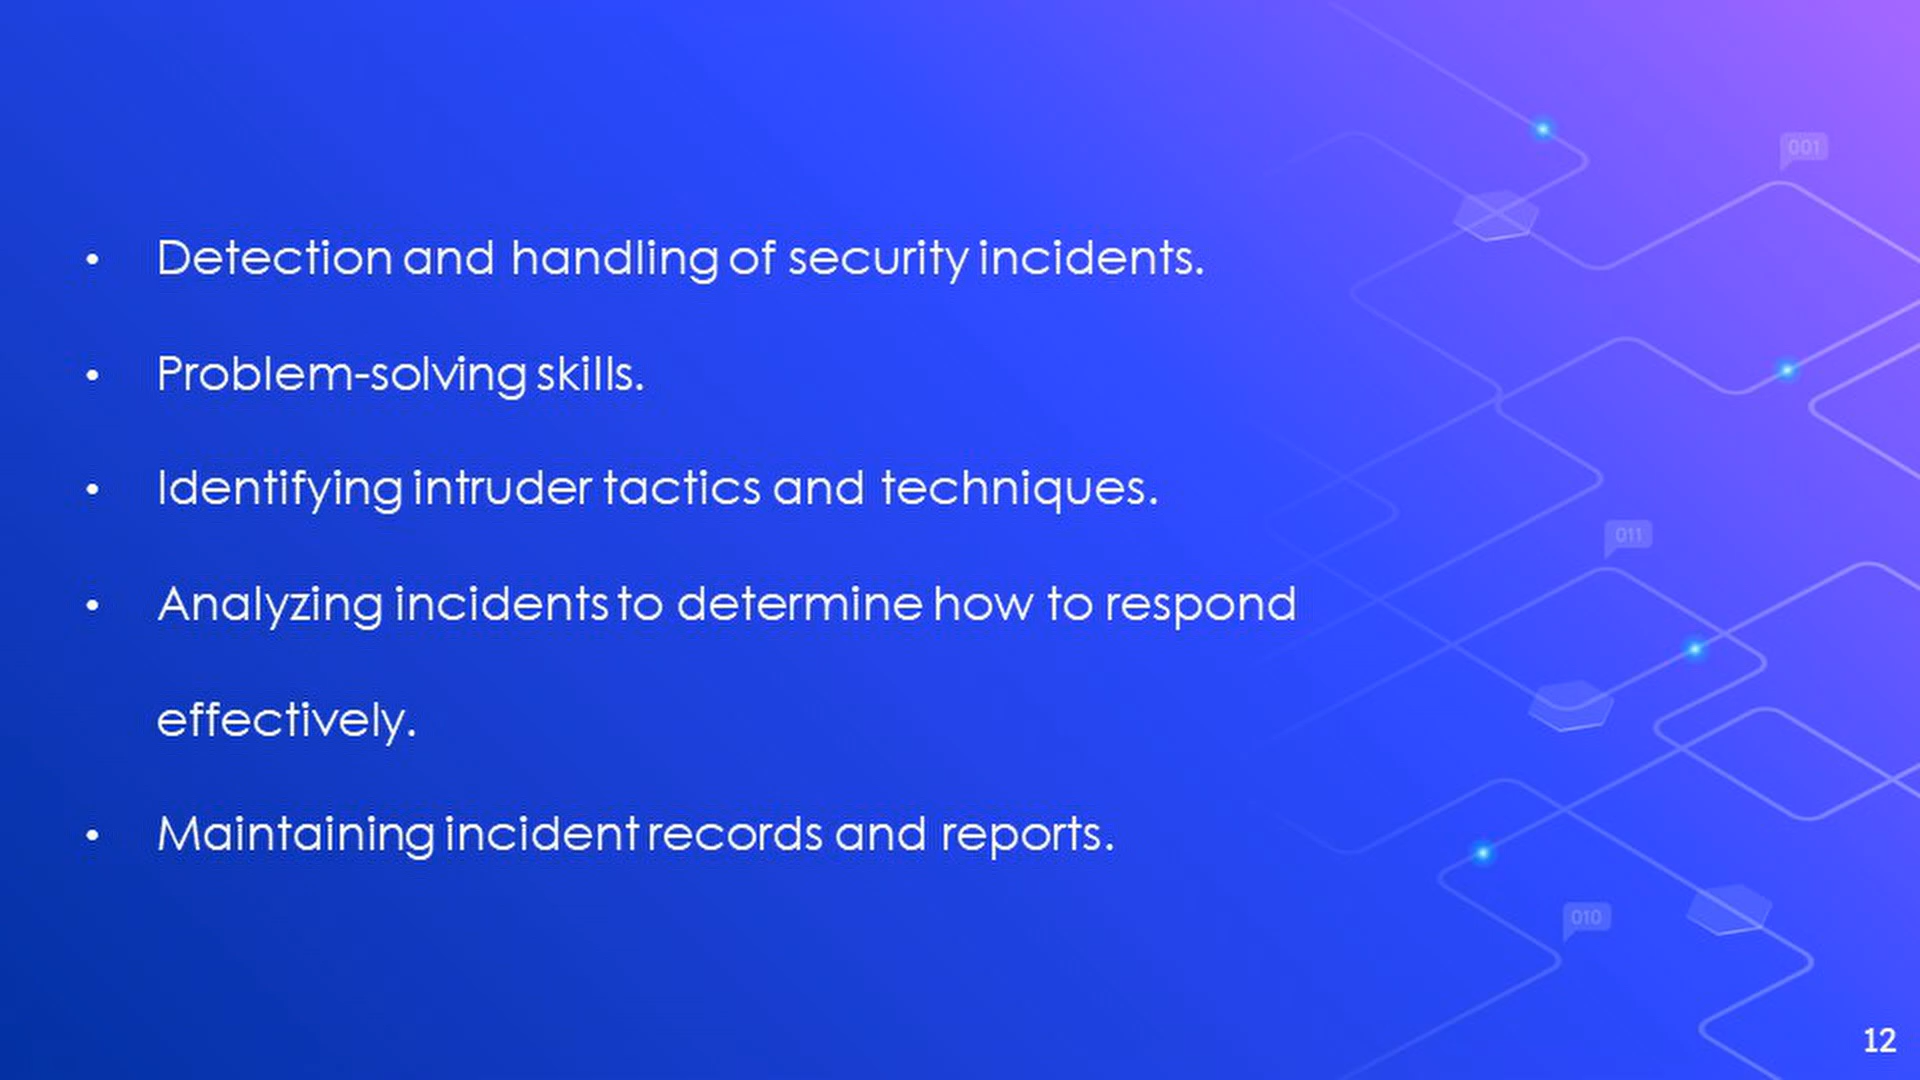 001
• Detection and handling of security incidents.
• Problem-solving skills.
• Identifying intruder tactics and techniques.
011
• Analyzing incidents to determine how to respond
effectively.
• Maintaining incident records and reports.
010
12